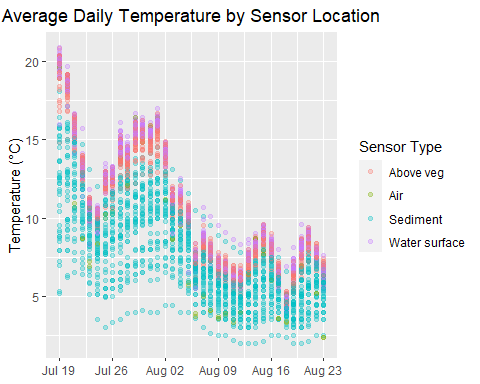 Average Daily Temperature by Sensor Location
Temperature (°C)
20
15
10
5
Jul 19 Jul 26 Aug 02 Aug 09 Aug 16 Aug 23
Sensor Type
Above veg
Air
Sediment
Water surface